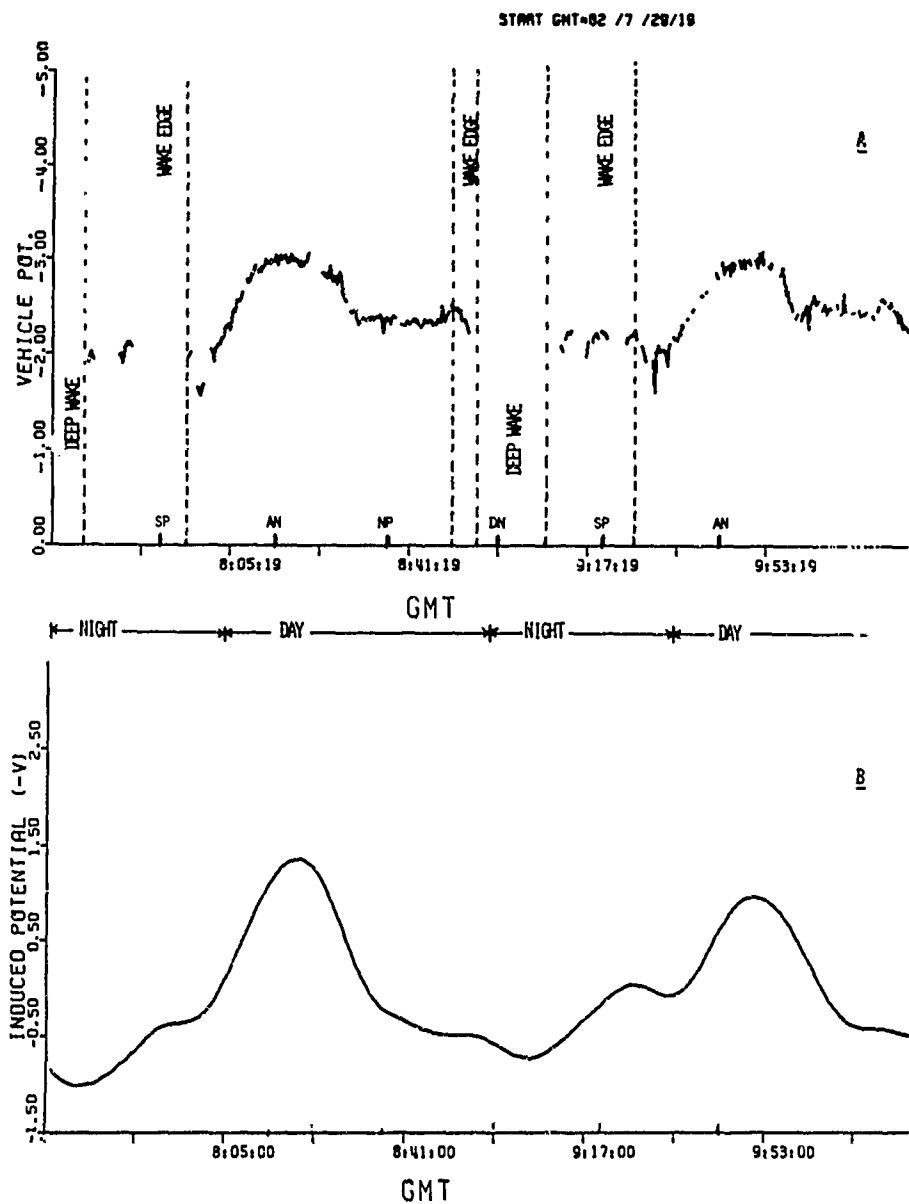 START GMT=82 /7 /29/19
VEHICLE POT.
-5.00
-4.00
-3.00
-2.00
-1.00
0.00
DEEP WAKE
WAKE EDGE
WAKE EDGE
DEEP WAKE
WAKE EDGE
A
SP
AN
NP
DN
SP
AN
8:05:19
8:41:19
9:17:19
9:53:19
GMT
NIGHT
DAY
NIGHT
DAY
INDUCED POTENTIAL (-V)
2.50
1.50
0.50
-0.50
-1.50
B
8:05:00
8:41:00
9:17:00
9:53:00
GMT